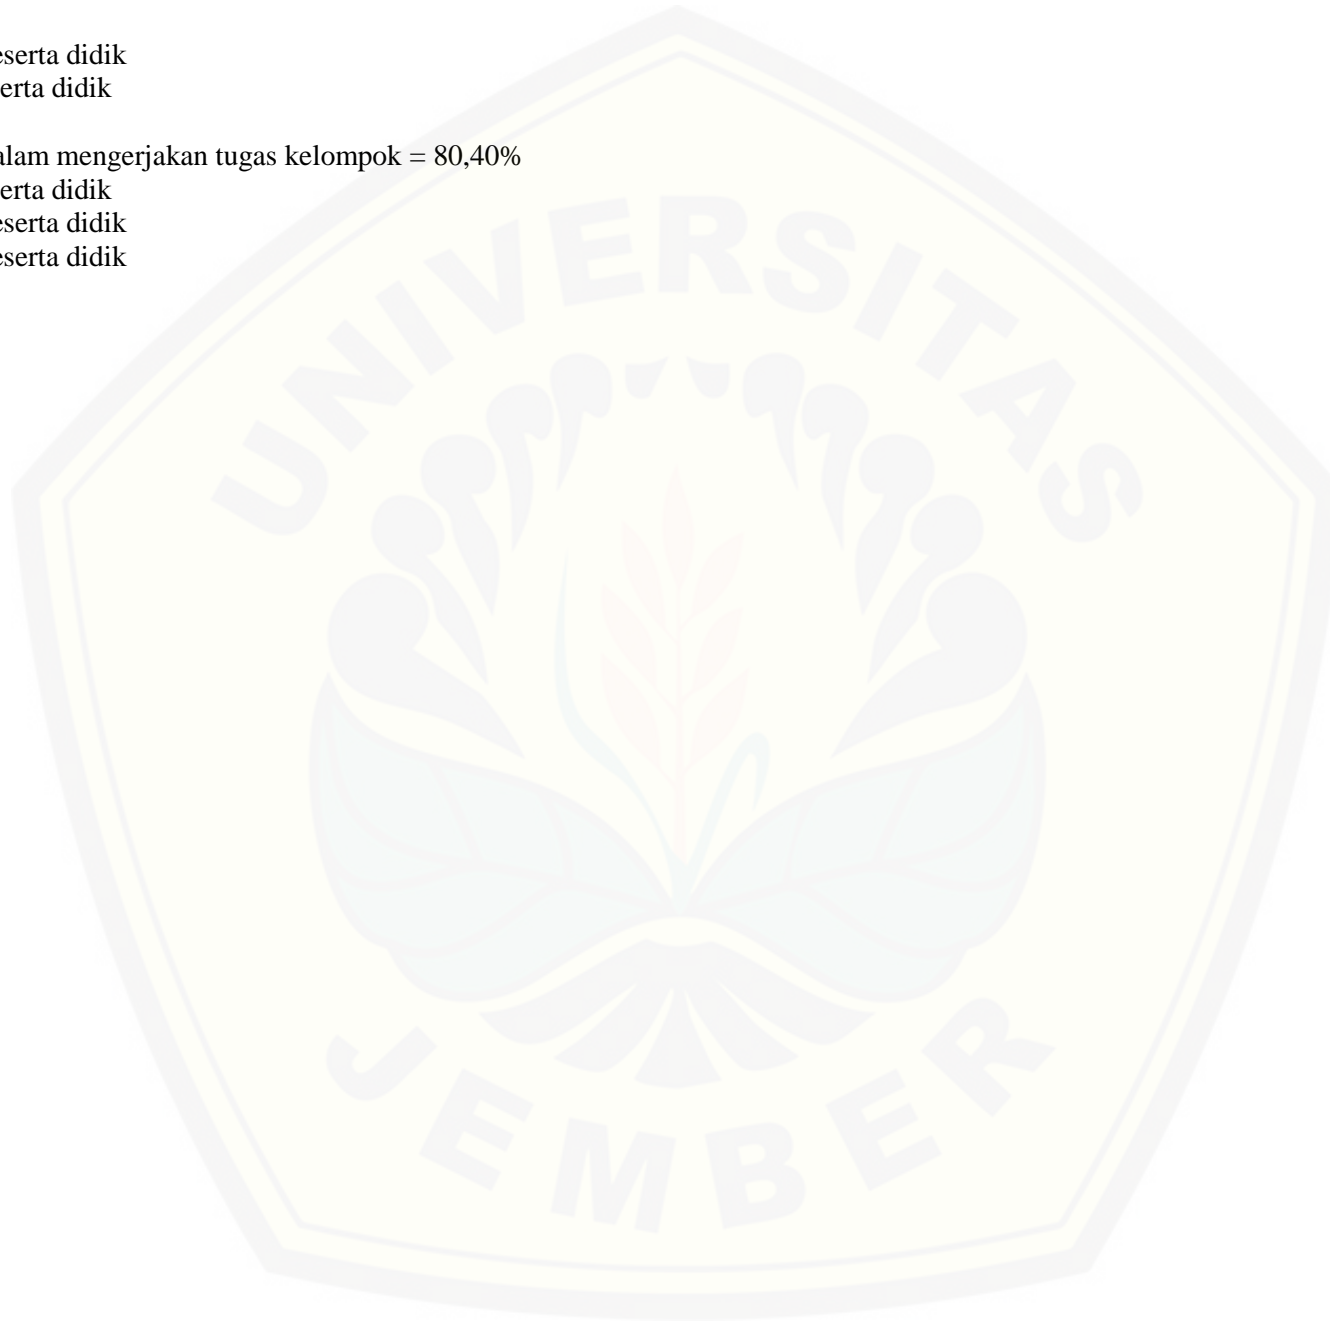 eserta didik
erta didik
alam mengerjakan tugas kelompok = 80,40%
erta didik
eserta didik
eserta didik
UNIVERSITAS
JEMBER